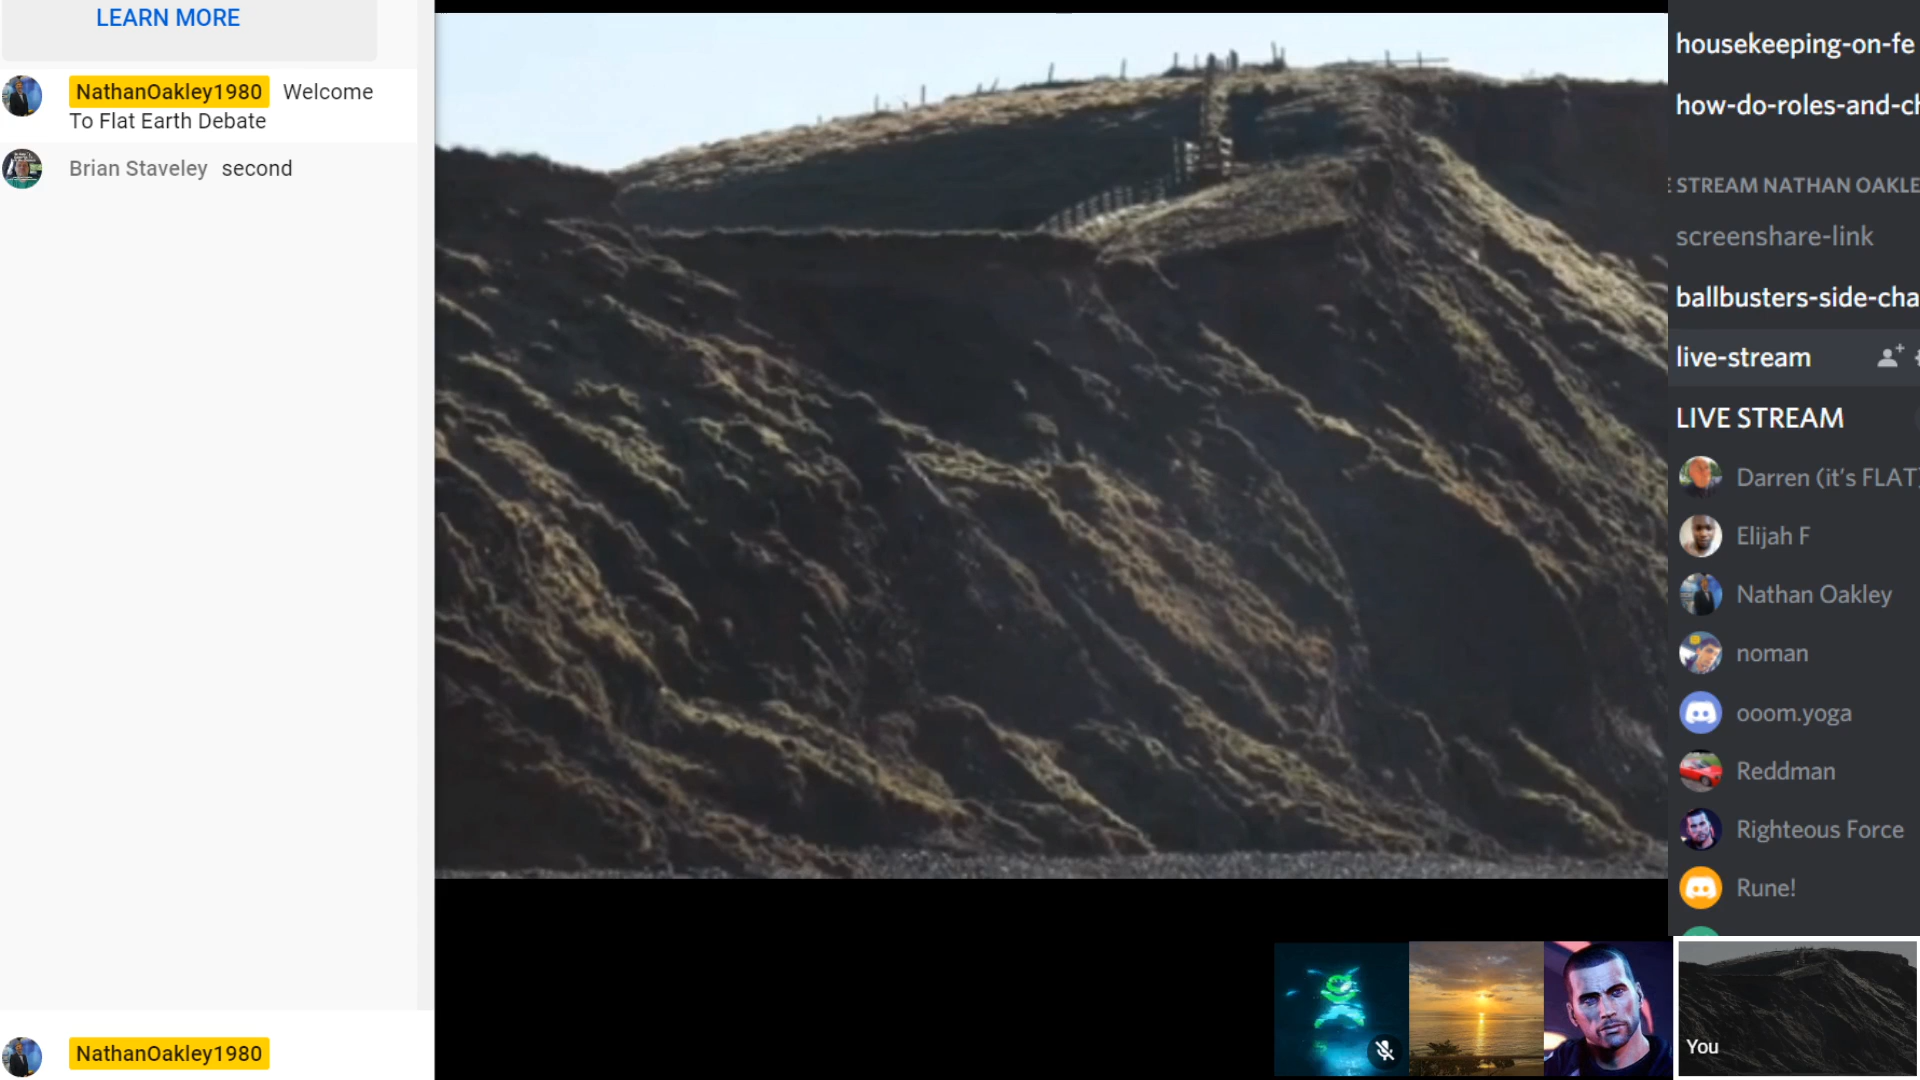 LEARN MORE
NathanOakley1980 Welcome
To Flat Earth Debate
Brian Staveley second
NathanOakley1980
housekeeping-on-fe
how-do-roles-and-ch
STREAM NATHAN OAKLE
screenshare-link
ballbusters-side-cha
live-stream
LIVE STREAM
Darren (it's FLAT)
Elijah F
Nathan Oakley
noman
ooom.yoga
Reddman
Righteous Force
Rune!
You